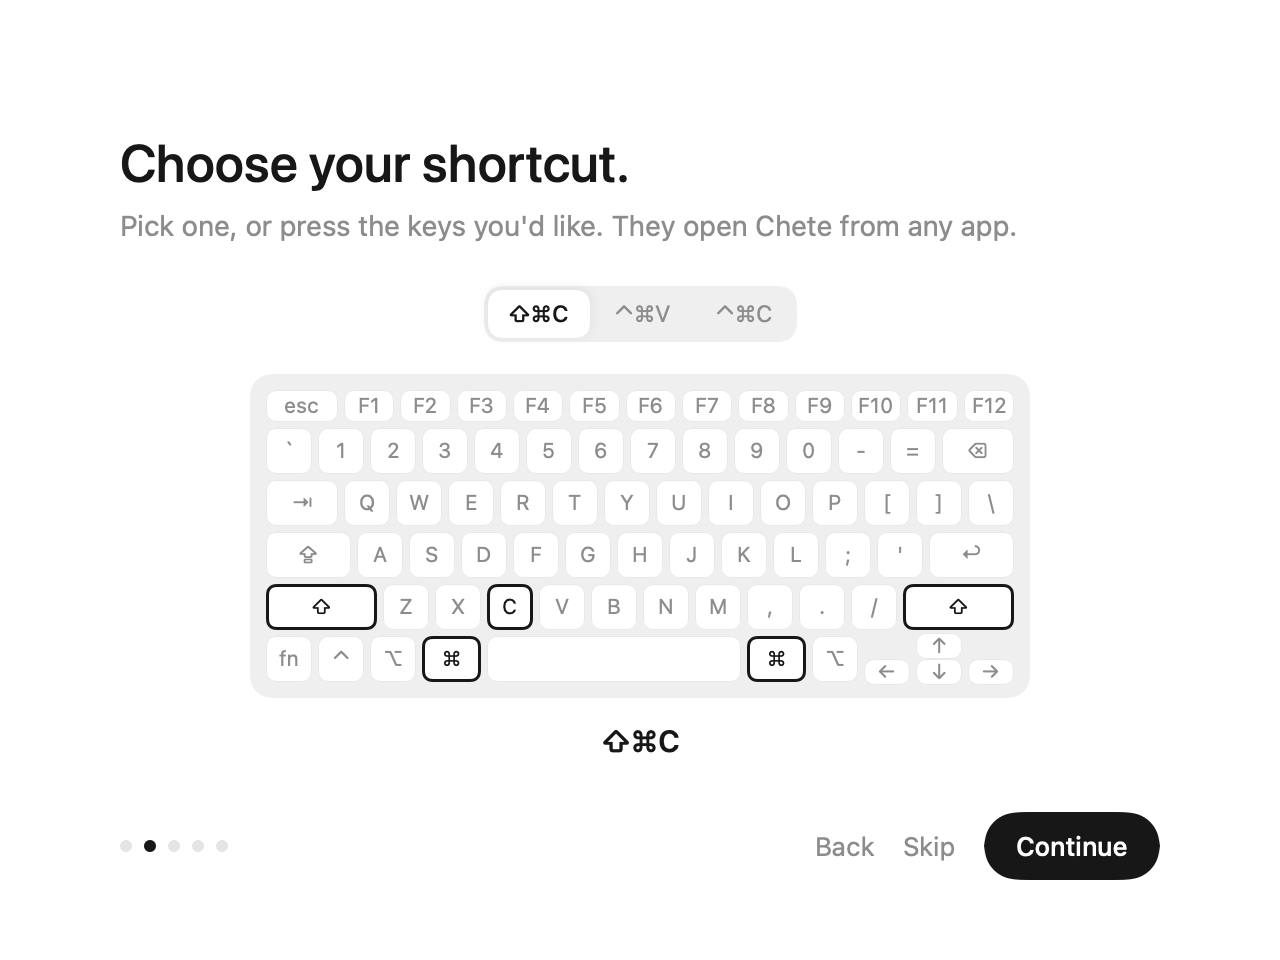 Choose your shortcut.
Pick one, or press the keys you'd like. They open Chete from any app.
⇧⌘C ^⌘V ^⌘C
esc F1 F2 F3 F4 F5 F6 F7 F8 F9 F10 F11 F12
` 1 2 3 4 5 6 7 8 9 0 - = ⌫
⇥ Q W E R T Y U I O P [ ] \
⇪ A S D F G H J K L ; ' ↩
⇧ Z X C V B N M , . / ⇧
fn ^ ⌥ ⌘ ⌘ ⌥ ← ↑ ↓ →
⇧⌘C
Back Skip Continue